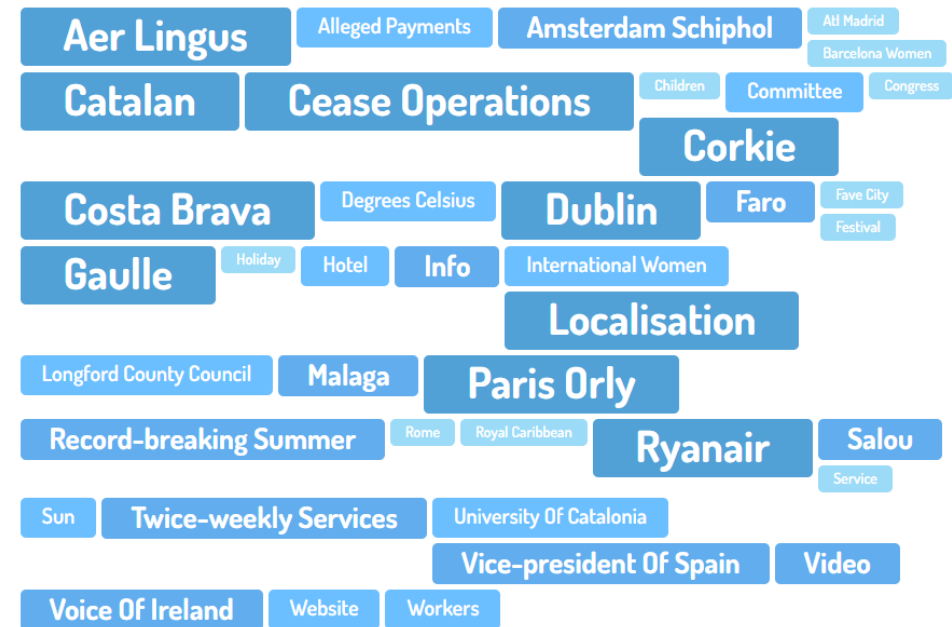 Aer Lingus Alleged Payments Amsterdam Schiphol Atl Madrid
Barcelona Women
Catalan Cease Operations Children Committee Congress
Corkie
Costa Brava Degrees Celsius Dublin Faro Fave City
Festival
Gaulle Holiday Hotel Info International Women
Localisation
Longford County Council Malaga Paris Orly
Record-breaking Summer Rome Royal Caribbean Ryanair Salou
Service
Sun Twice-weekly Services University Of Catalonia
Vice-president Of Spain Video
Voice Of Ireland Website Workers